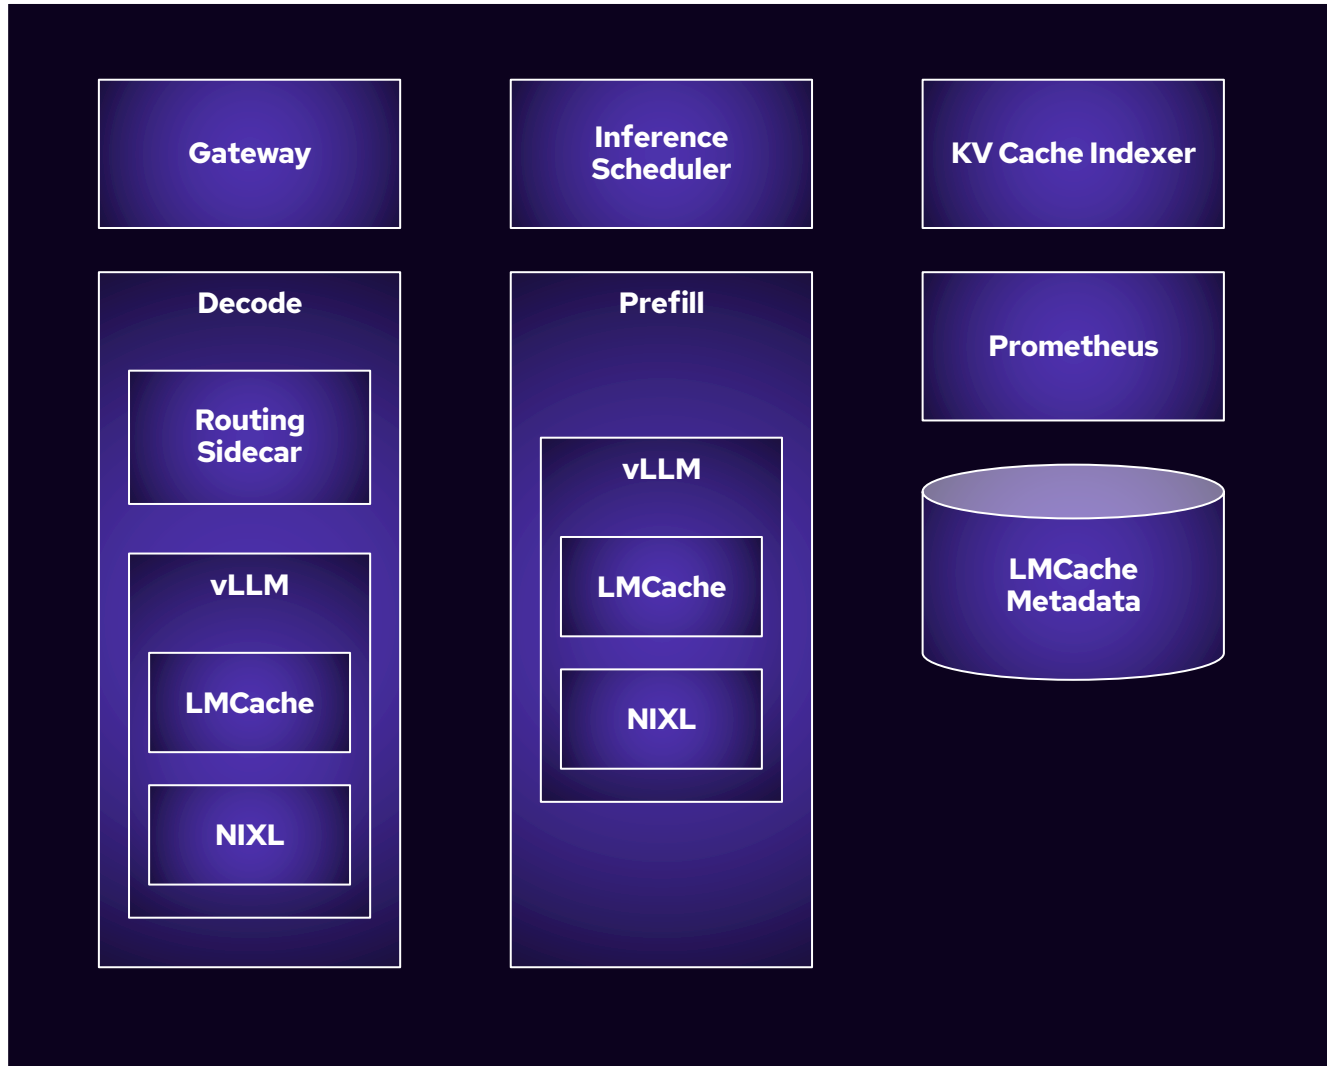 Gateway
Inference
Scheduler
KV Cache Indexer
Decode
Routing
Sidecar
vLLM
LMCache
NIXL
Prefill
vLLM
LMCache
NIXL
Prometheus
LMCache
Metadata